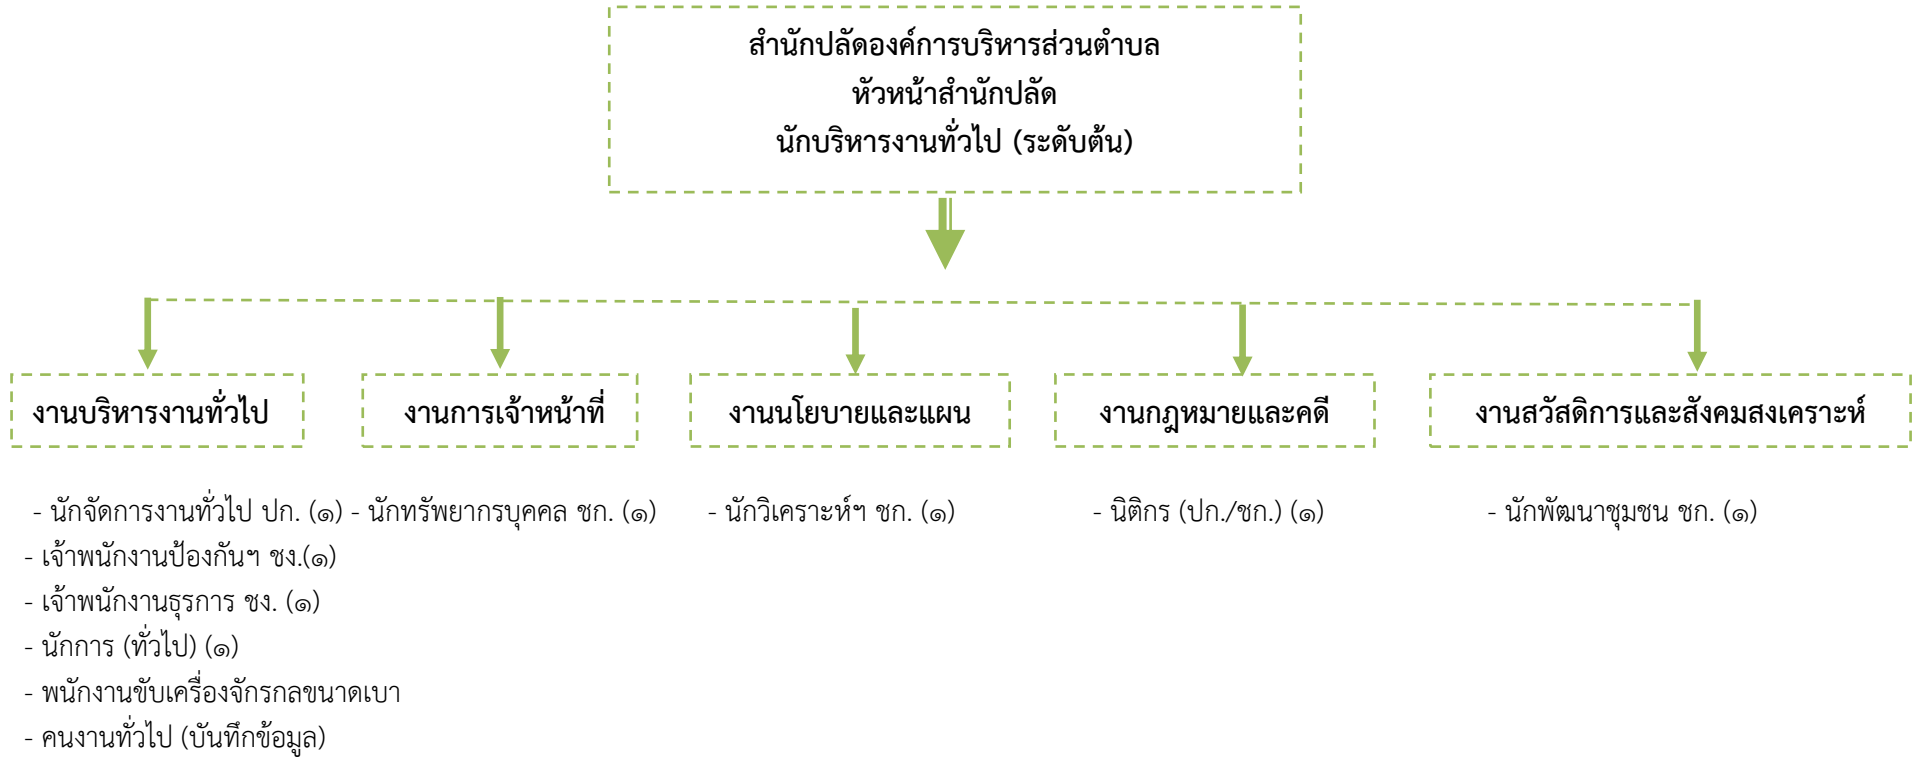 สำนักปลัดองค์การบริหารส่วนตำบล
หัวหน้าสำนักปลัด
นักบริหารงานทั่วไป (ระดับต้น)
งานบริหารงานทั่วไป
งานการเจ้าหน้าที่
งานนโยบายและแผน
งานกฎหมายและคดี
งานสวัสดิการและสังคมสงเคราะห์
- นักจัดการงานทั่วไป ปก. (๑)
- นักทรัพยากรบุคคล ชก. (๑)
- นักวิเคราะห์ฯ ชก. (๑)
- นิติกร (ปก./ชก.) (๑)
- นักพัฒนาชุมชน ชก. (๑)
- เจ้าพนักงานป้องกันฯ ชง.(๑)
- เจ้าพนักงานธุรการ ชง. (๑)
- นักการ (ทั่วไป) (๑)
- พนักงานขับเครื่องจักรกลขนาดเบา
- คนงานทั่วไป (บันทึกข้อมูล)